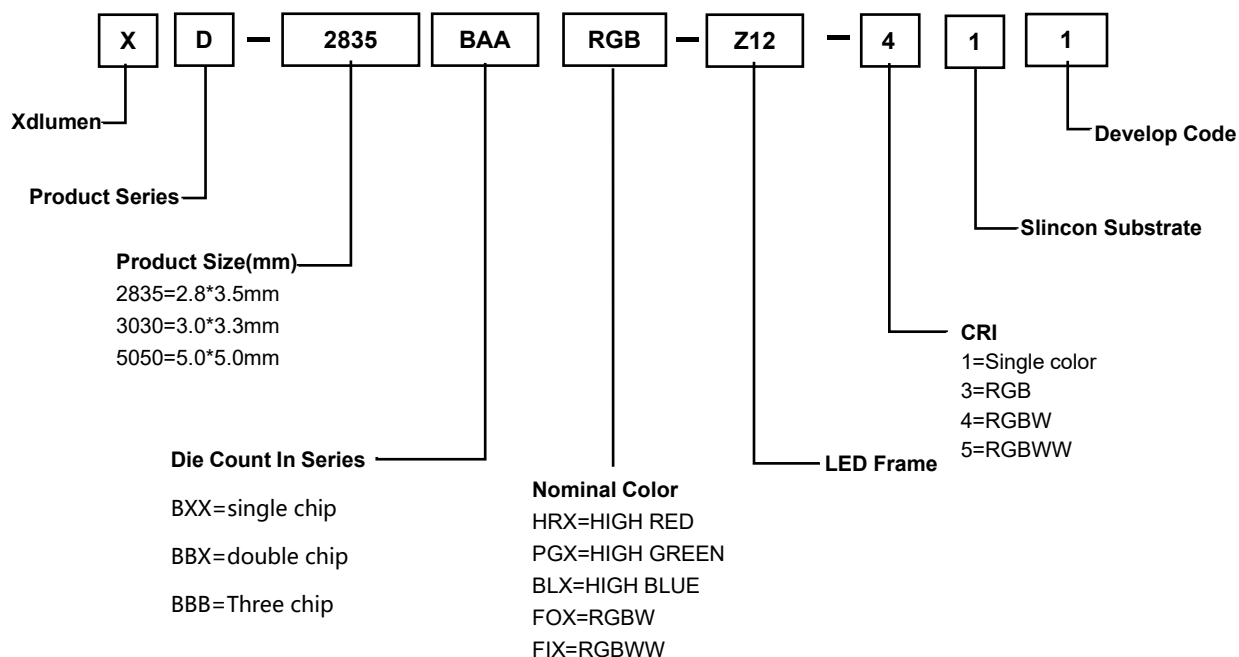 X D – 2835 BAA RGB – Z12 - 4 1 1
Xdlumen
Develop Code
Product Series
Slincon Substrate
Product Size(mm)
2835=2.8*3.5mm
3030=3.0*3.3mm
5050=5.0*5.0mm
CRI
1=Single color
3=RGB
4=RGBW
5=RGBWW
Die Count In Series
BXX=single chip
BBX=double chip
BBB=Three chip
LED Frame
Nominal Color
HRX=HIGH RED
PGX=HIGH GREEN
BLX=HIGH BLUE
FOX=RGBW
FIX=RGBWW